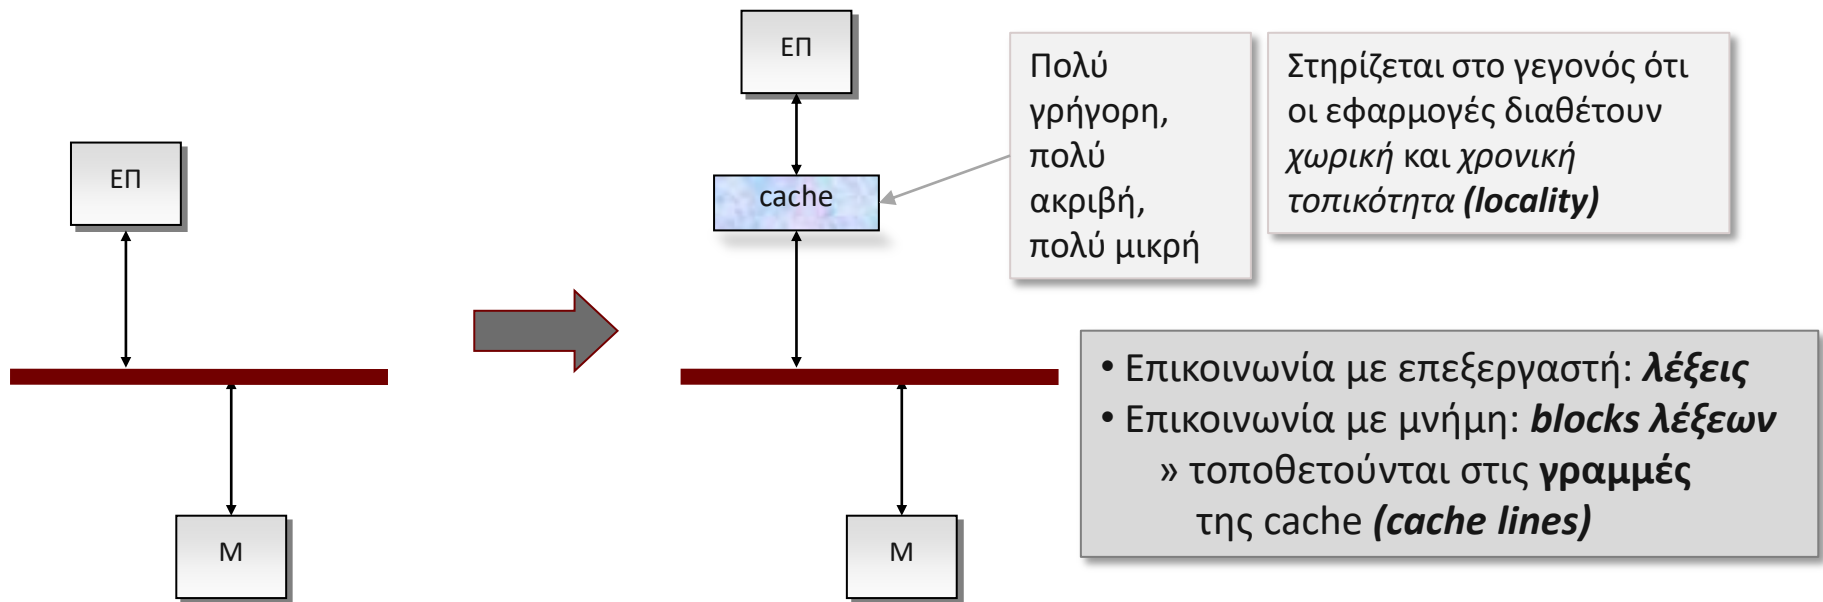 ΕΠ
Μ
ΕΠ
cache
Μ
Πολύ
γρήγορη,
πολύ
ακριβή,
πολύ μικρή
Στηρίζεται στο γεγονός ότι
οι εφαρμογές διαθέτουν
χωρική και χρονική
τοπικότητα (locality)
• Επικοινωνία με επεξεργαστή: λέξεις
• Επικοινωνία με μνήμη: blocks λέξεων
» τοποθετούνται στις γραμμές
της cache (cache lines)